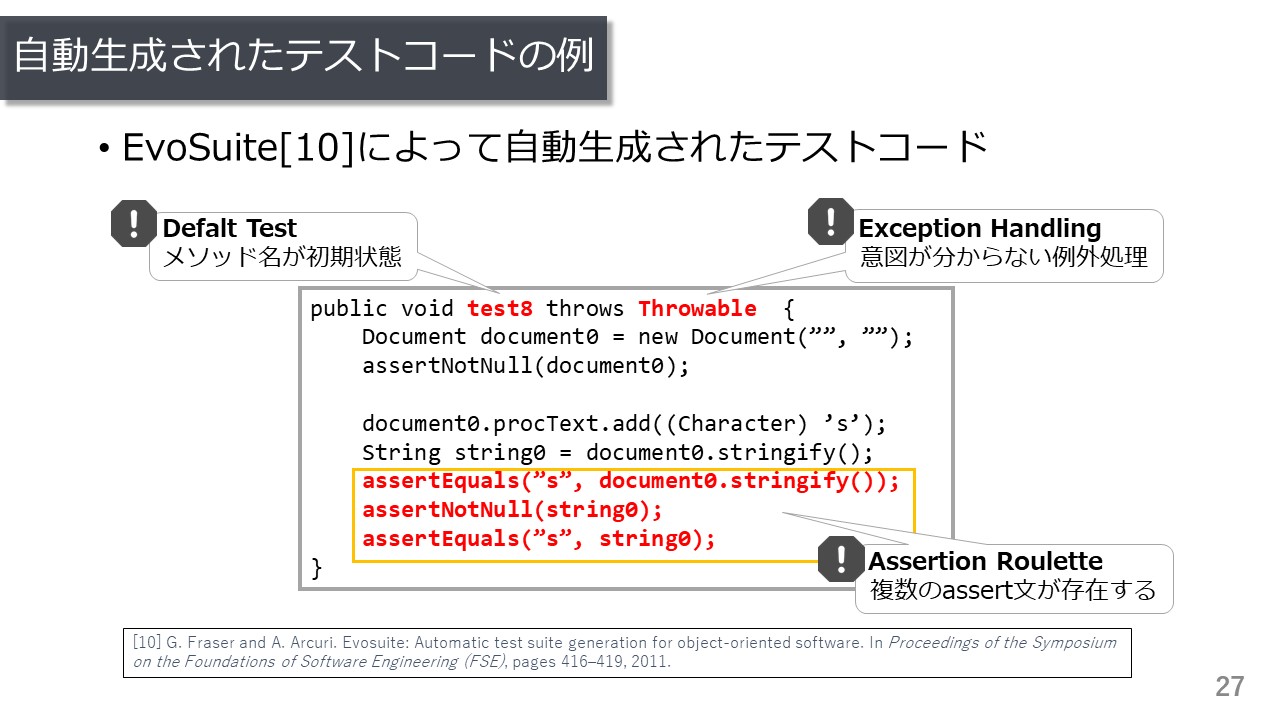 自動生成されたテストコードの例
• EvoSuite[10]によって自動生成されたテストコード
! Defalt Test
メソッド名が初期状態
! Exception Handling
意図が分からない例外処理
public void test8 throws Throwable {
Document document0 = new Document(””, ””);
assertNotNull(document0);
document0.procText.add((Character) ’s’);
String string0 = document0.stringify();
assertEquals(”s”, document0.stringify());
assertNotNull(string0);
assertEquals(”s”, string0);
}
! Assertion Roulette
複数のassert文が存在する
[10] G. Fraser and A. Arcuri. Evosuite: Automatic test suite generation for object-oriented software. In Proceedings of the Symposium
on the Foundations of Software Engineering (FSE), pages 416–419, 2011.
27